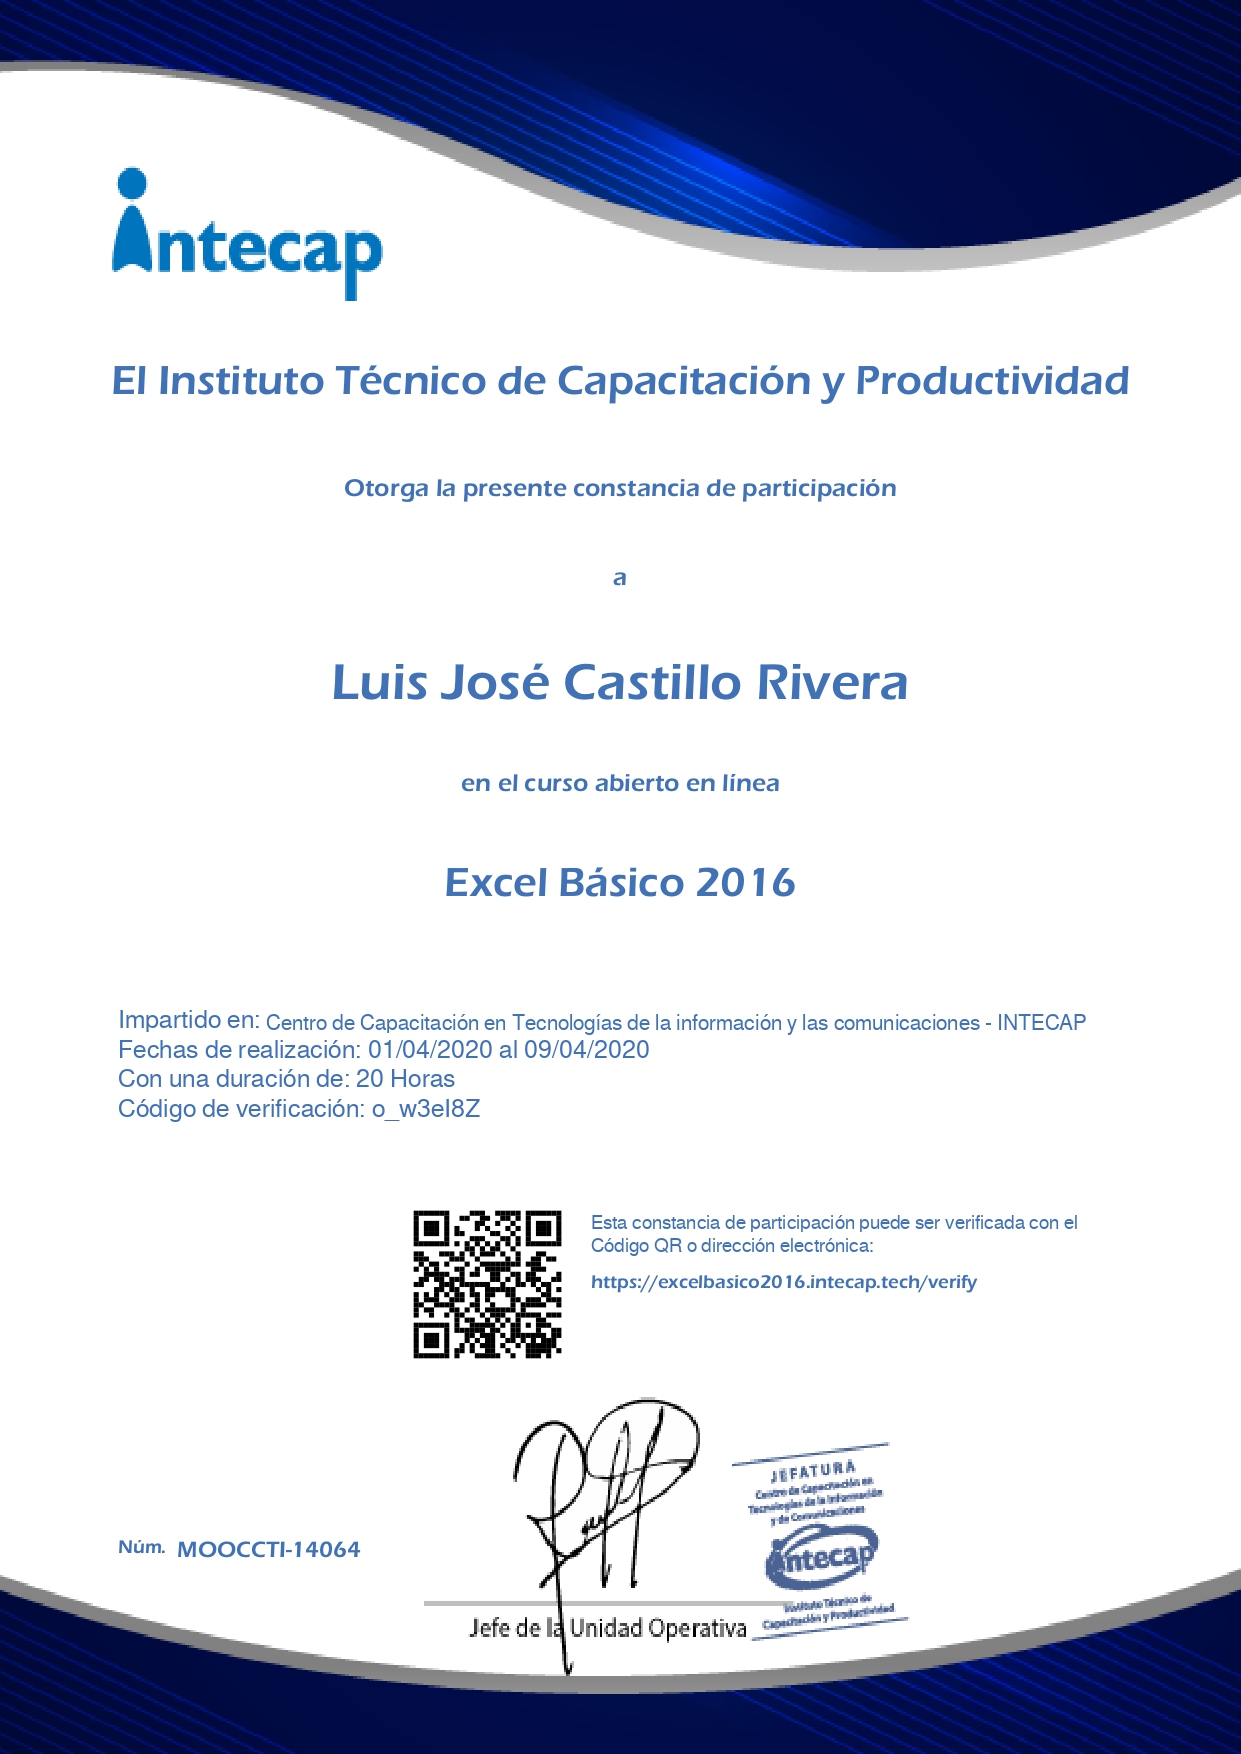 intecap
El Instituto Técnico de Capacitación y Productividad
Otorga la presente constancia de participación
a
Luis José Castillo Rivera
en el curso abierto en línea
Excel Básico 2016
Impartido en: Centro de Capacitación en Tecnologías de la información y las comunicaciones - INTECAP
Fechas de realización: 01/04/2020 al 09/04/2020
Con una duración de: 20 Horas
Código de verificación: o_w3eI8Z
Esta constancia de participación puede ser verificada con el
Código QR o dirección electrónica:
https://excelbasico2016.intecap.tech/verify
JEFATURA
Centro de Capacitación en
Tecnologías de la Información
y de Comunicaciones
intecap
Instituto Técnico de
Capacitación y Productividad
Núm. MOOCCTI-14064
Jefe de la Unidad Operativa